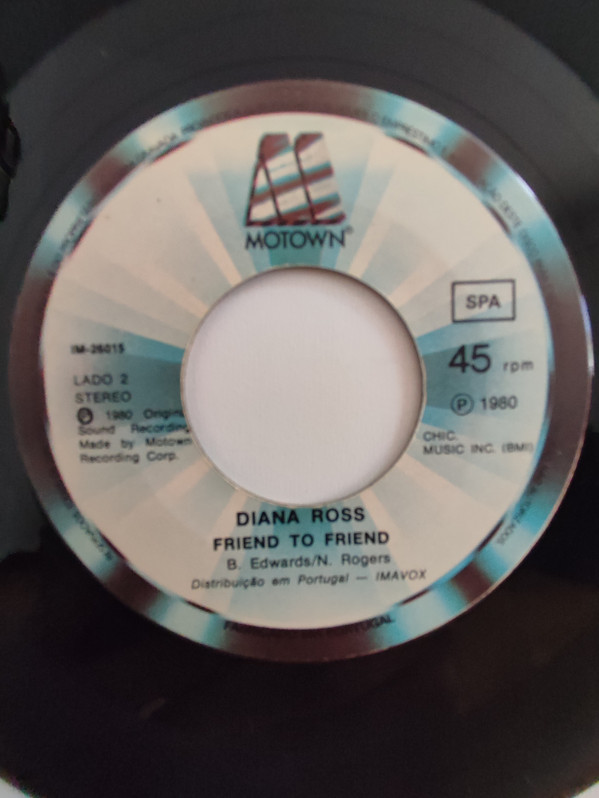 MOTOWN®
SPA
45 rpm
Ⓟ 1980
CHIC.
MUSIC INC. (BMI)
IM-26015
LADO 2
STEREO
Ⓟ 1980
Sound Recording
Made by Motown
Recording Corp.
DIANA ROSS
FRIEND TO FRIEND
B. Edwards/N. Rogers
Distribuição em Portugal — IMAVOX
PORTUGAL